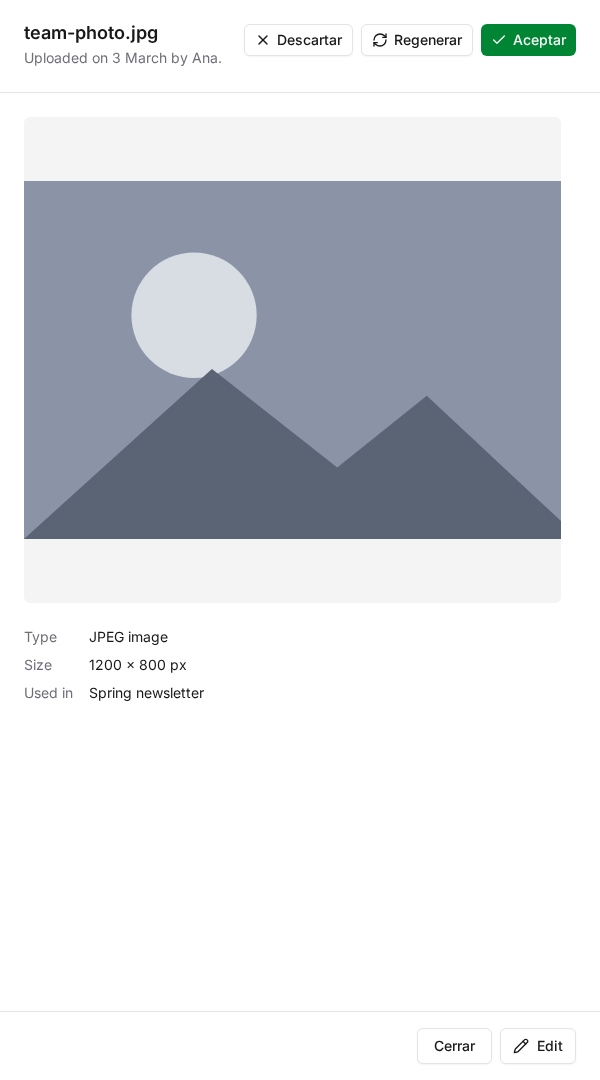 team-photo.jpg
Uploaded on 3 March by Ana.
Descartar
Regenerar
Aceptar
Type JPEG image
Size 1200 × 800 px
Used in Spring newsletter
Cerrar
Edit